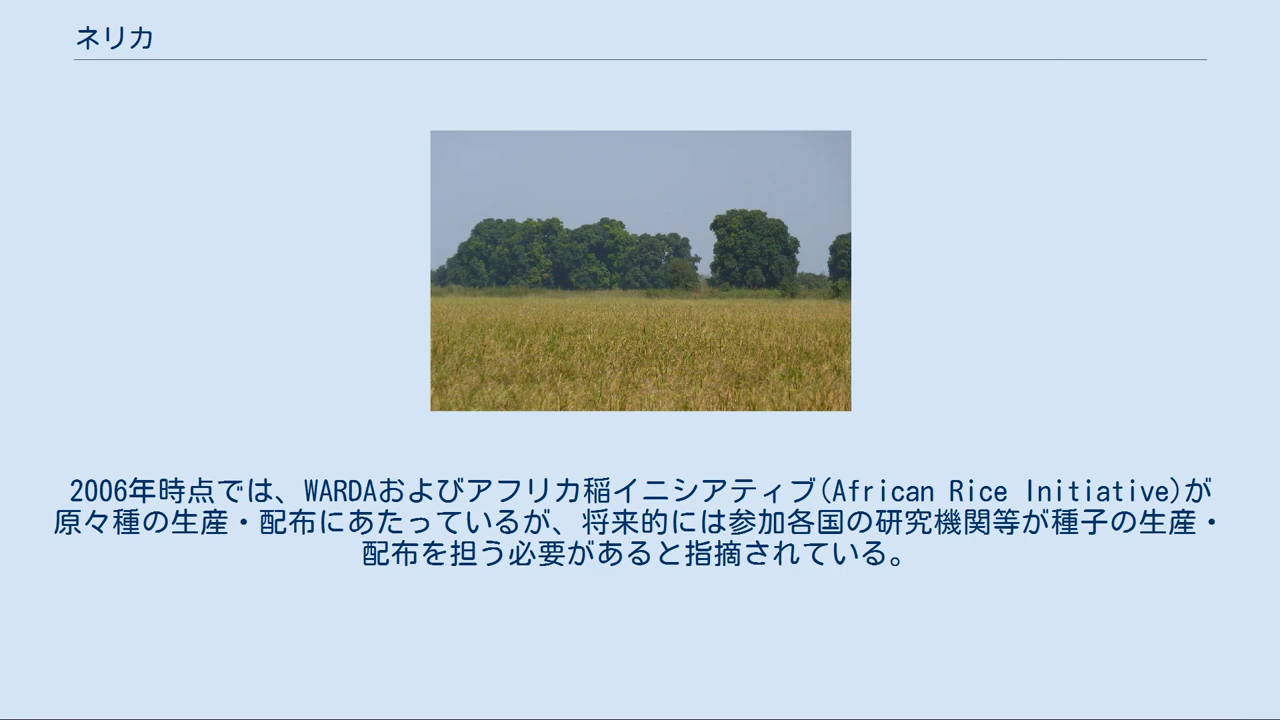 ネリカ
2006年時点では、WARDAおよびアフリカ稲イニシアティブ(African Rice Initiative)が
原々種の生産・配布にあたっているが、将来的には参加各国の研究機関等が種子の生産・
配布を担う必要があると指摘されている。